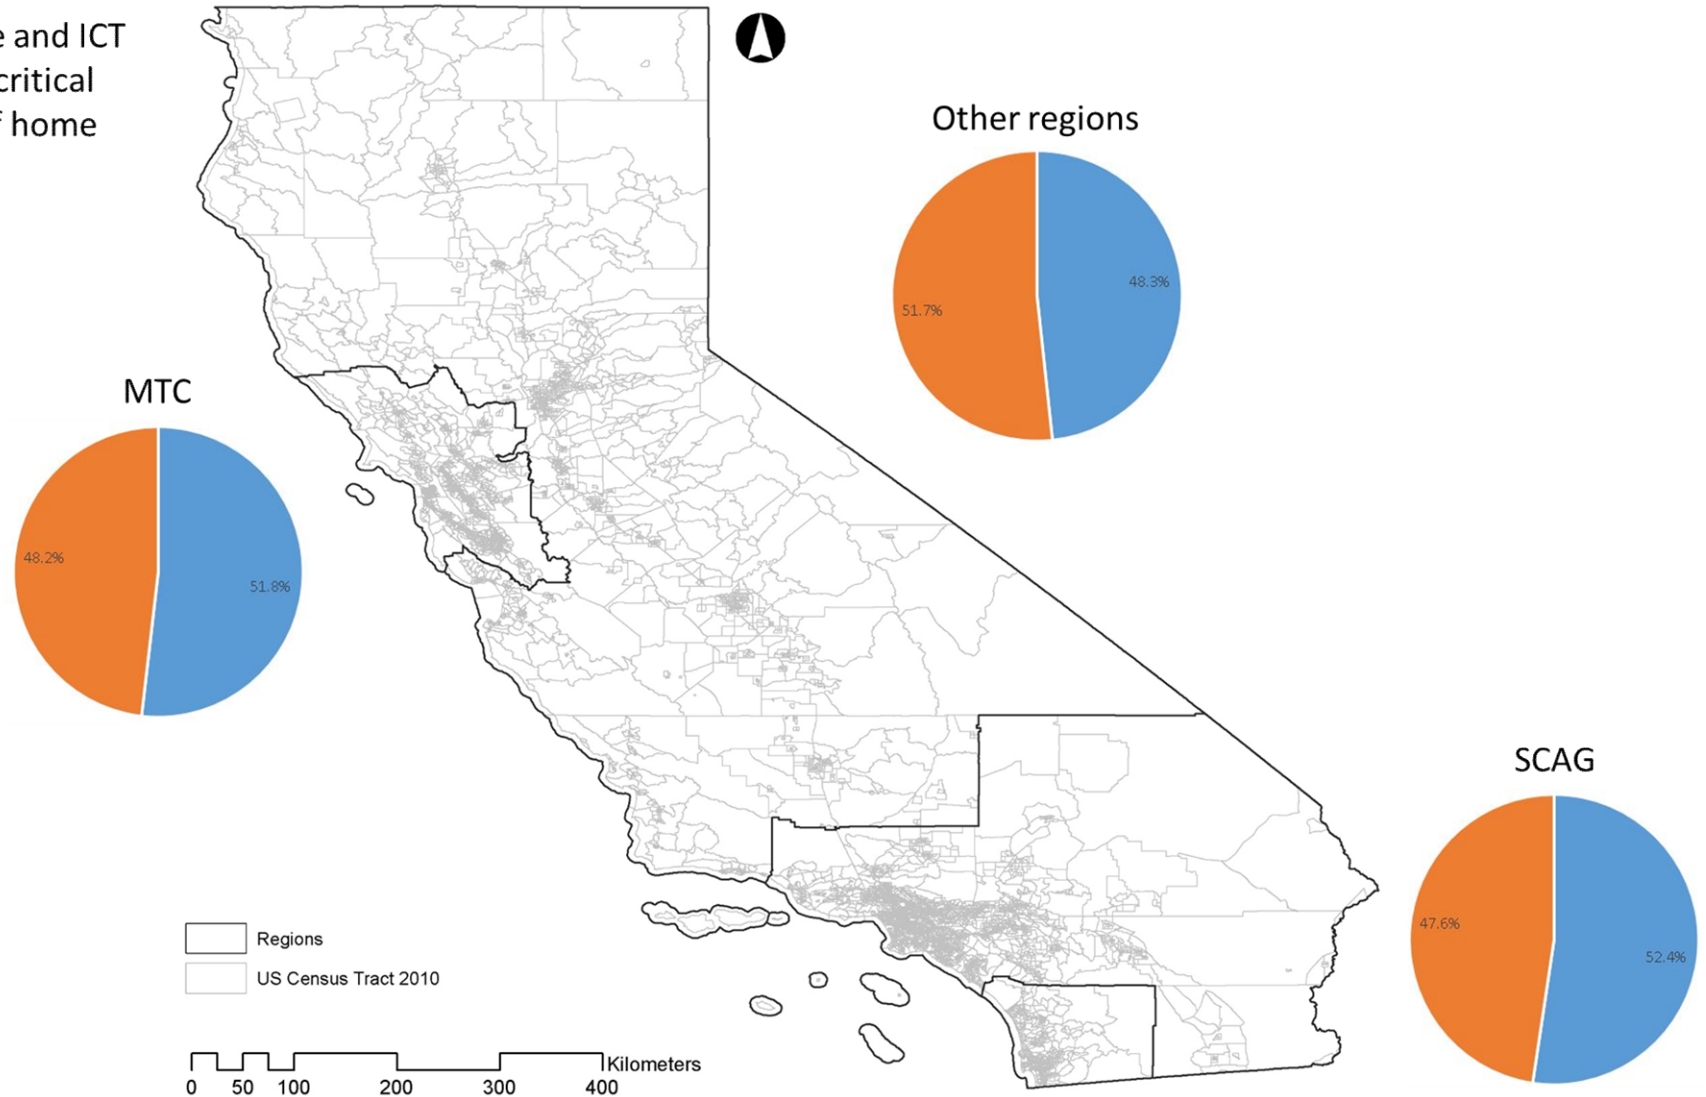 e and ICT
critical
f home
Other regions
48.3%
51.7%
MTC
48.2%
51.8%
SCAG
47.6%
52.4%
Regions
US Census Tract 2010
Kilometers
0 50 100 200 300 400